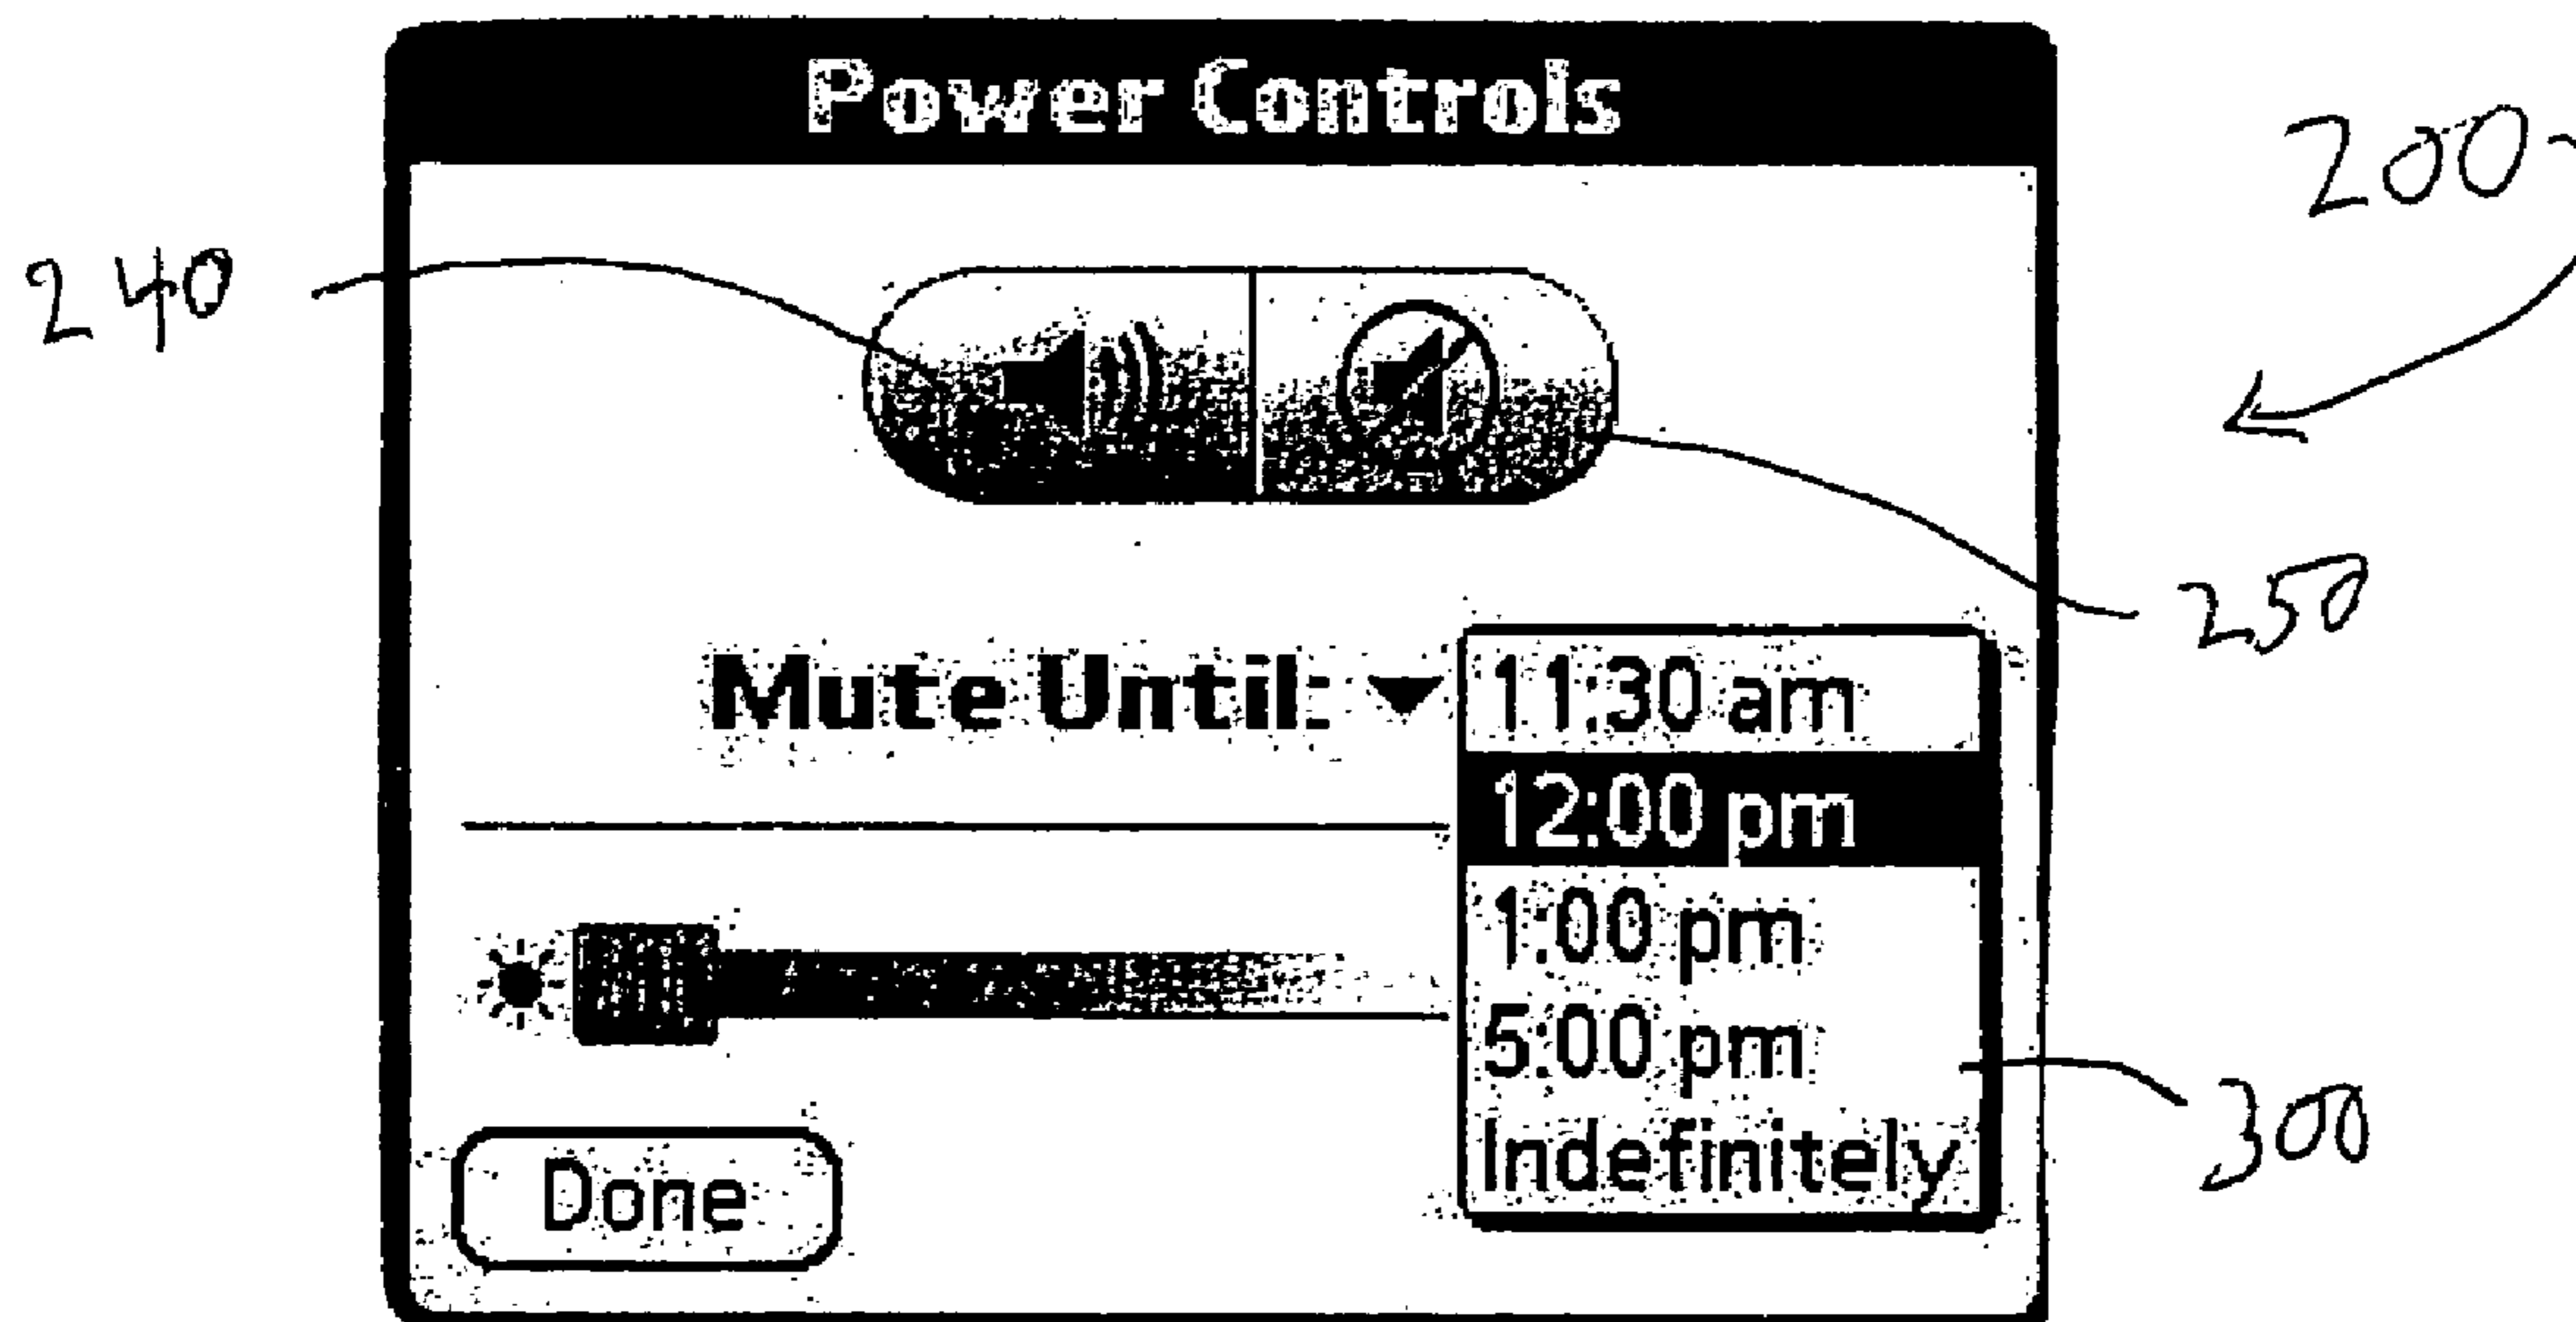 Power Controls
200
240
250
Mute Until:
11:30 am
12:00 pm
1:00 pm
5:00 pm
Indefinitely
300
Done